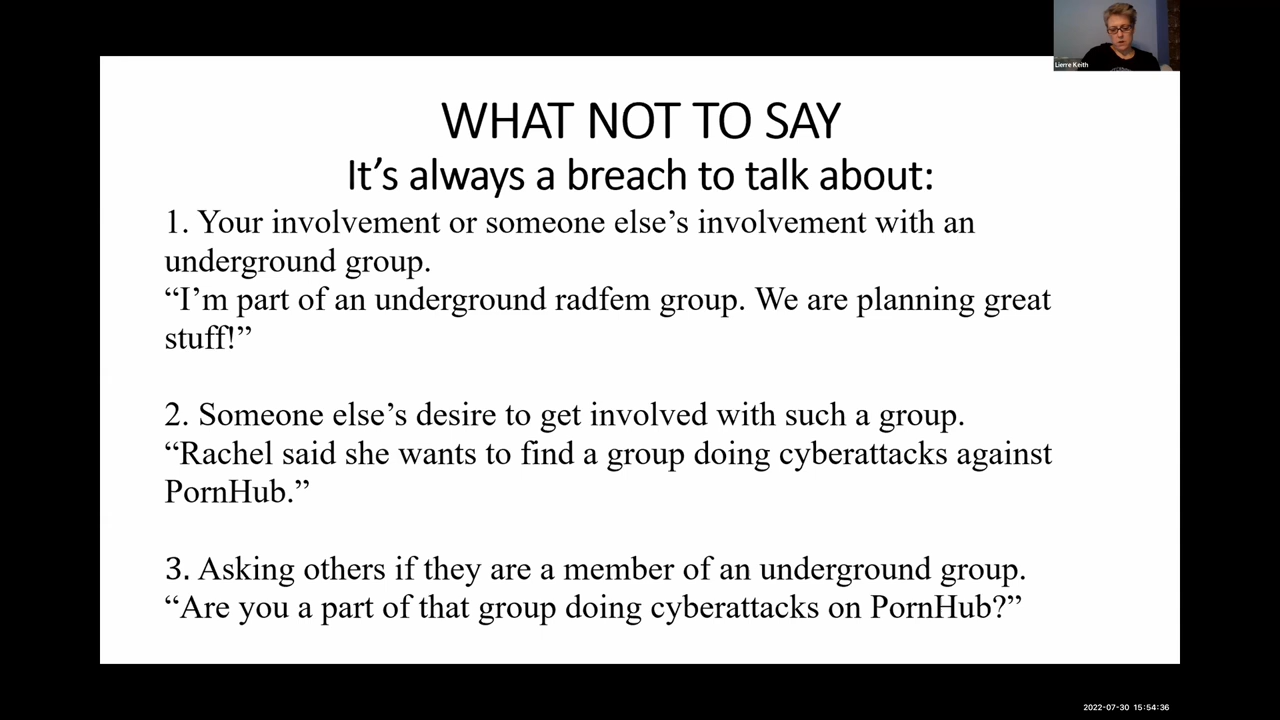 Lierre Keith
WHAT NOT TO SAY
It’s always a breach to talk about:
1. Your involvement or someone else’s involvement with an
underground group.
“I’m part of an underground radfem group. We are planning great
stuff!”
2. Someone else’s desire to get involved with such a group.
“Rachel said she wants to find a group doing cyberattacks against
PornHub.”
3. Asking others if they are a member of an underground group.
“Are you a part of that group doing cyberattacks on PornHub?”
2022-07-30 15:54:36